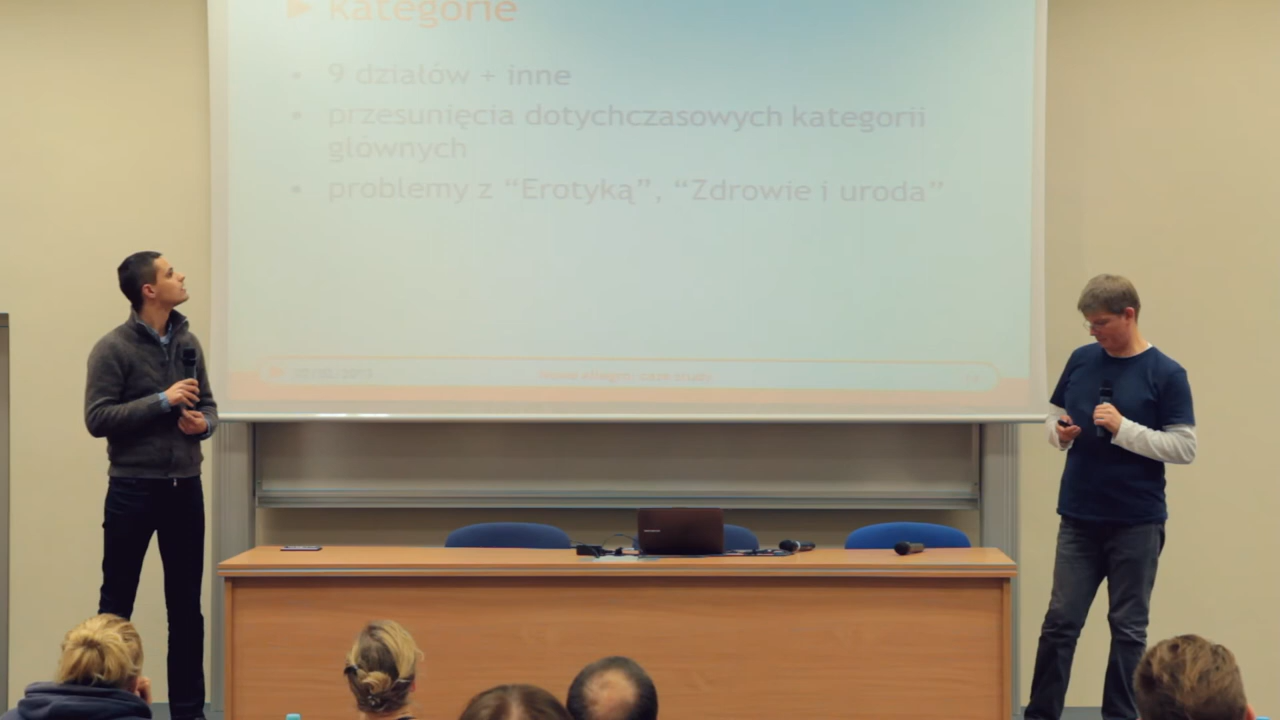 ► kategorie
• 9 działów + inne
• przesunięcia dotychczasowych kategorii
głównych
• problemy z “Erotyką”, “Zdrowie i uroda”